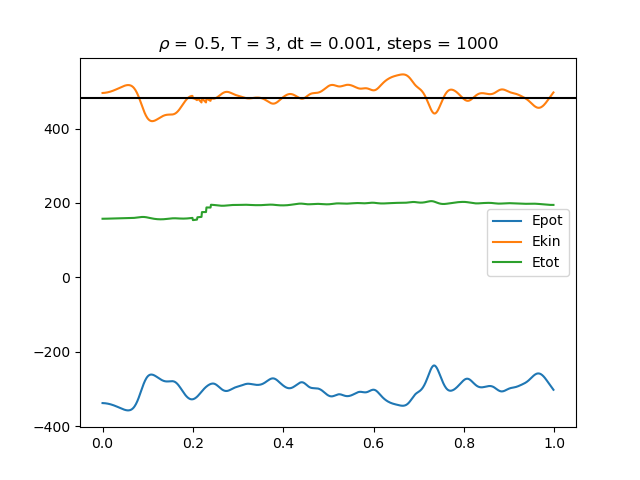 ρ = 0.5, T = 3, dt = 0.001, steps = 1000
400
200
0
−200
−400
Epot
Ekin
Etot
0.0 0.2 0.4 0.6 0.8 1.0